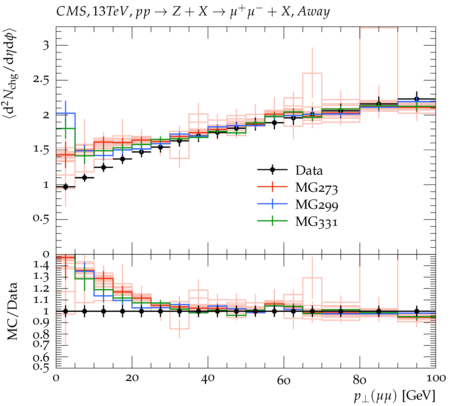 CMS, 13TeV, pp → Z + X → μ⁺μ⁻ + X, Away
⟨d²N_chg/dηdϕ⟩
3
2.5
2
1.5
1
0.5
0
Data
MG273
MG299
MG331
MC/Data
1.4
1.3
1.2
1.1
1
0.9
0.8
0.7
0.6
0.5
0 20 40 60 80 100
p⊥(μμ) [GeV]